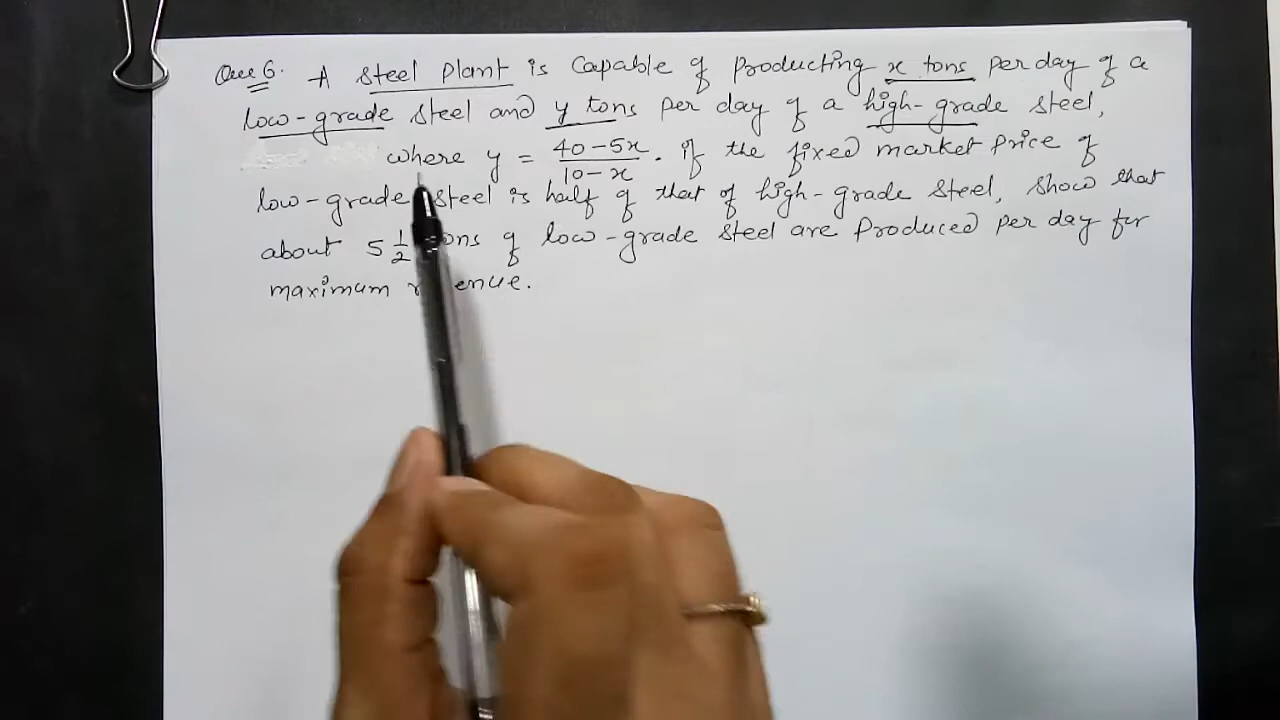 Que 6. A Steel Plant is Capable of Producting x tons per day of a
low-grade steel and y tons per day of a high-grade steel,
where y = (40-5x)/(10-x). if the fixed market price of
low-grade steel is half of that of high-grade steel, show that
about 5 1/2 of low-grade steel are produced per day for
maximum